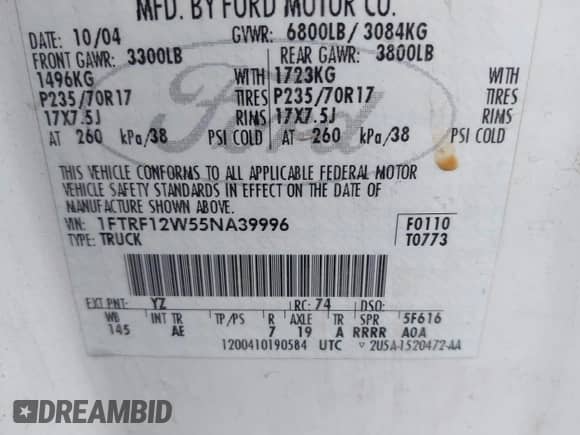 MFD. BY FORD MOTOR CO.
DATE: 10/04 GVWR: 6800LB/ 3084KG
FRONT GAWR: 3300LB REAR GAWR: 3800LB
1496KG WITH 1723KG WITH
P235/70R17 TIRES P235/70R17 TIRES
17X7.5J RIMS 17X7.5J RIMS
AT 260 kPa/38 PSI COLD AT 260 kPa/38 PSI COLD
THIS VEHICLE CONFORMS TO ALL APPLICABLE FEDERAL MOTOR
VEHICLE SAFETY STANDARDS IN EFFECT ON THE DATE OF
MANUFACTURE SHOWN ABOVE.
VIN: 1FTRF12W55NA39996 F0110
TYPE: TRUCK T0773
EXT PNT: YZ RC: 74 DSO:
WB INT TR TP/PS R AXLE TR SPR 5F616
145 AE 7 19 A RRRR A0A
1200410190584 UTC ▽ 2U5A-1520472-AA
Ford
DREAMBID